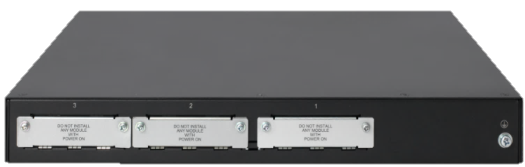 3 2 1
DO NOT INSTALL
ANY MODULE
WITH
POWER ON
DO NOT INSTALL
ANY MODULE
WITH
POWER ON
DO NOT INSTALL
ANY MODULE
WITH
POWER ON